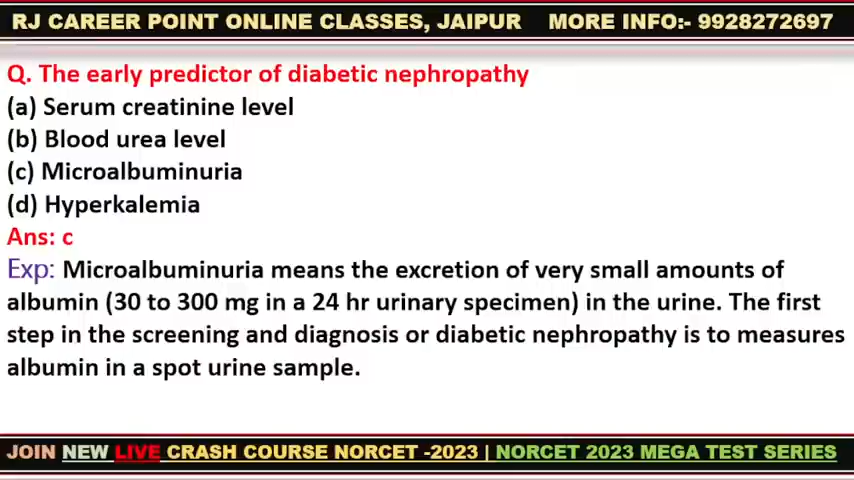 RJ CAREER POINT ONLINE CLASSES, JAIPUR MORE INFO:- 9928272697
Q. The early predictor of diabetic nephropathy
(a) Serum creatinine level
(b) Blood urea level
(c) Microalbuminuria
(d) Hyperkalemia
Ans: c
Exp: Microalbuminuria means the excretion of very small amounts of
albumin (30 to 300 mg in a 24 hr urinary specimen) in the urine. The first
step in the screening and diagnosis or diabetic nephropathy is to measures
albumin in a spot urine sample.
JOIN NEW LIVE CRASH COURSE NORCET -2023 | NORCET 2023 MEGA TEST SERIES